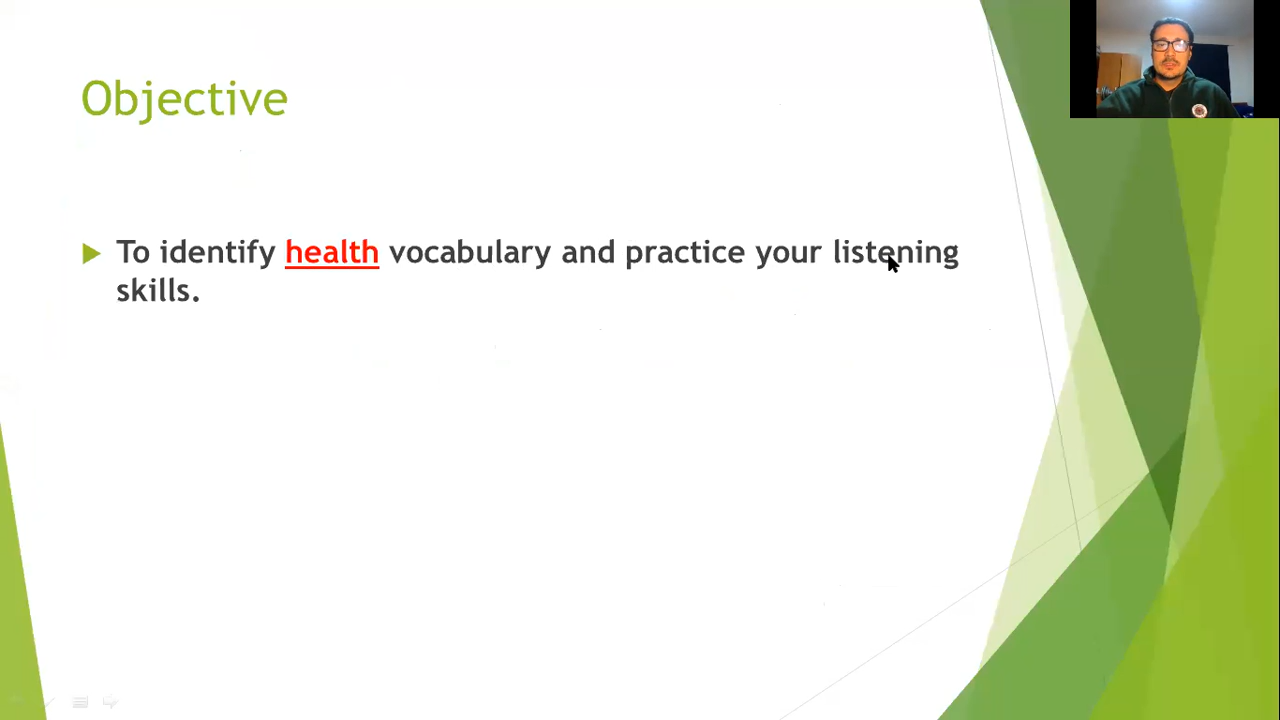 Objective
To identify health vocabulary and practice your listening
skills.